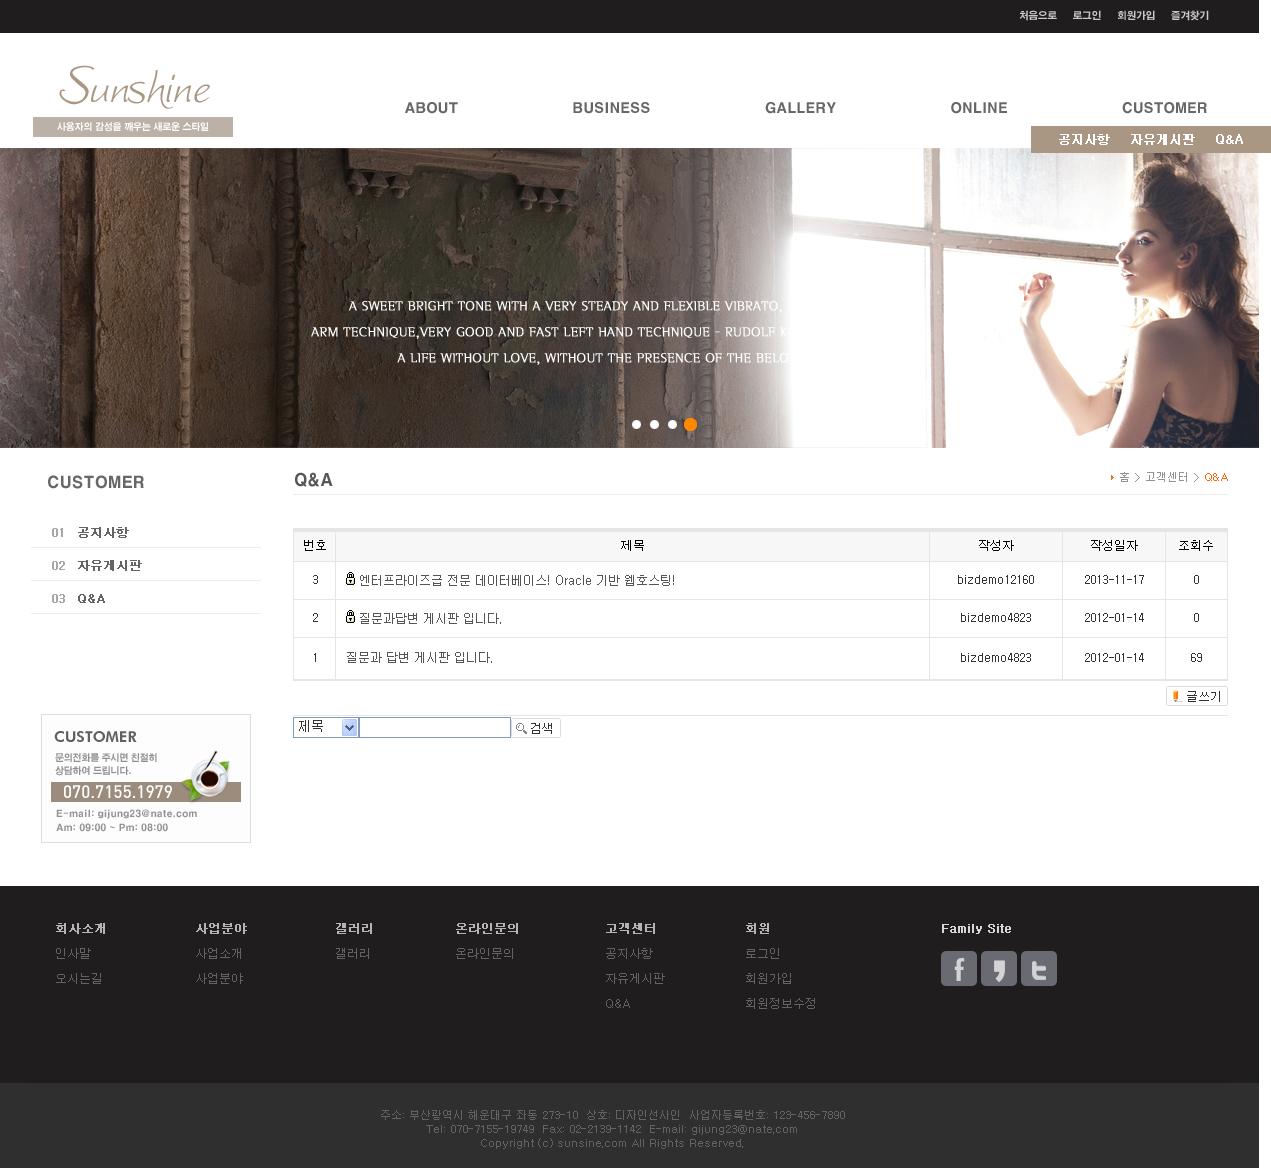 처음으로 로그인 회원가입 즐겨찾기
Sunshine
사용자의 감성을 깨우는 새로운 스타일
ABOUT BUSINESS GALLERY ONLINE CUSTOMER
공지사항 자유게시판 Q&A
A SWEET BRIGHT TONE WITH A VERY STEADY AND FLEXIBLE VIBRATO,
ARM TECHNIQUE,VERY GOOD AND FAST LEFT HAND TECHNIQUE - RUDOLF
A LIFE WITHOUT LOVE, WITHOUT THE PRESENCE OF THE
CUSTOMER
01 공지사항
02 자유게시판
03 Q&A
Q&A
홈 > 고객센터 > Q&A
번호 제목 작성자 작성일자 조회수
3 엔터프라이즈급 전문 데이터베이스! Oracle 기반 웹호스팅! bizdemo12160 2013-11-17 0
2 질문과답변 게시판 입니다. bizdemo4823 2012-01-14 0
1 질문과 답변 게시판 입니다. bizdemo4823 2012-01-14 69
글쓰기
제목 검색
CUSTOMER
문의전화를 주시면 친절히
상담하여 드립니다.
070.7155.1979
E-mail: gijung23@nate.com
Am: 09:00 ~ Pm: 08:00
회사소개 사업분야 갤러리 온라인문의 고객센터 회원 Family Site
인사말 사업소개 갤러리 온라인문의 공지사항 로그인
오시는길 사업분야 자유게시판 회원가입
Q&A 회원정보수정
주소: 부산광역시 해운대구 좌동 273-10 상호: 디자인선사인 사업자등록번호: 123-456-7890
Tel: 070-7155-19749 Fax: 02-2139-1142 E-mail: gijung23@nate.com
Copyright (c) sunsine.com All Rights Reserved.